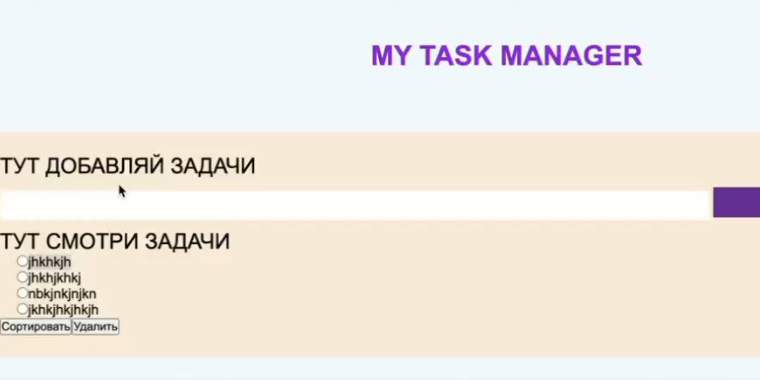 MY TASK MANAGER
ТУТ ДОБАВЛЯЙ ЗАДАЧИ
ТУТ СМОТРИ ЗАДАЧИ
jhkhkjh
jhkhjkhkj
nbkjnkjnjkn
jkhkjhkjhkjh
Сортировать Удалить